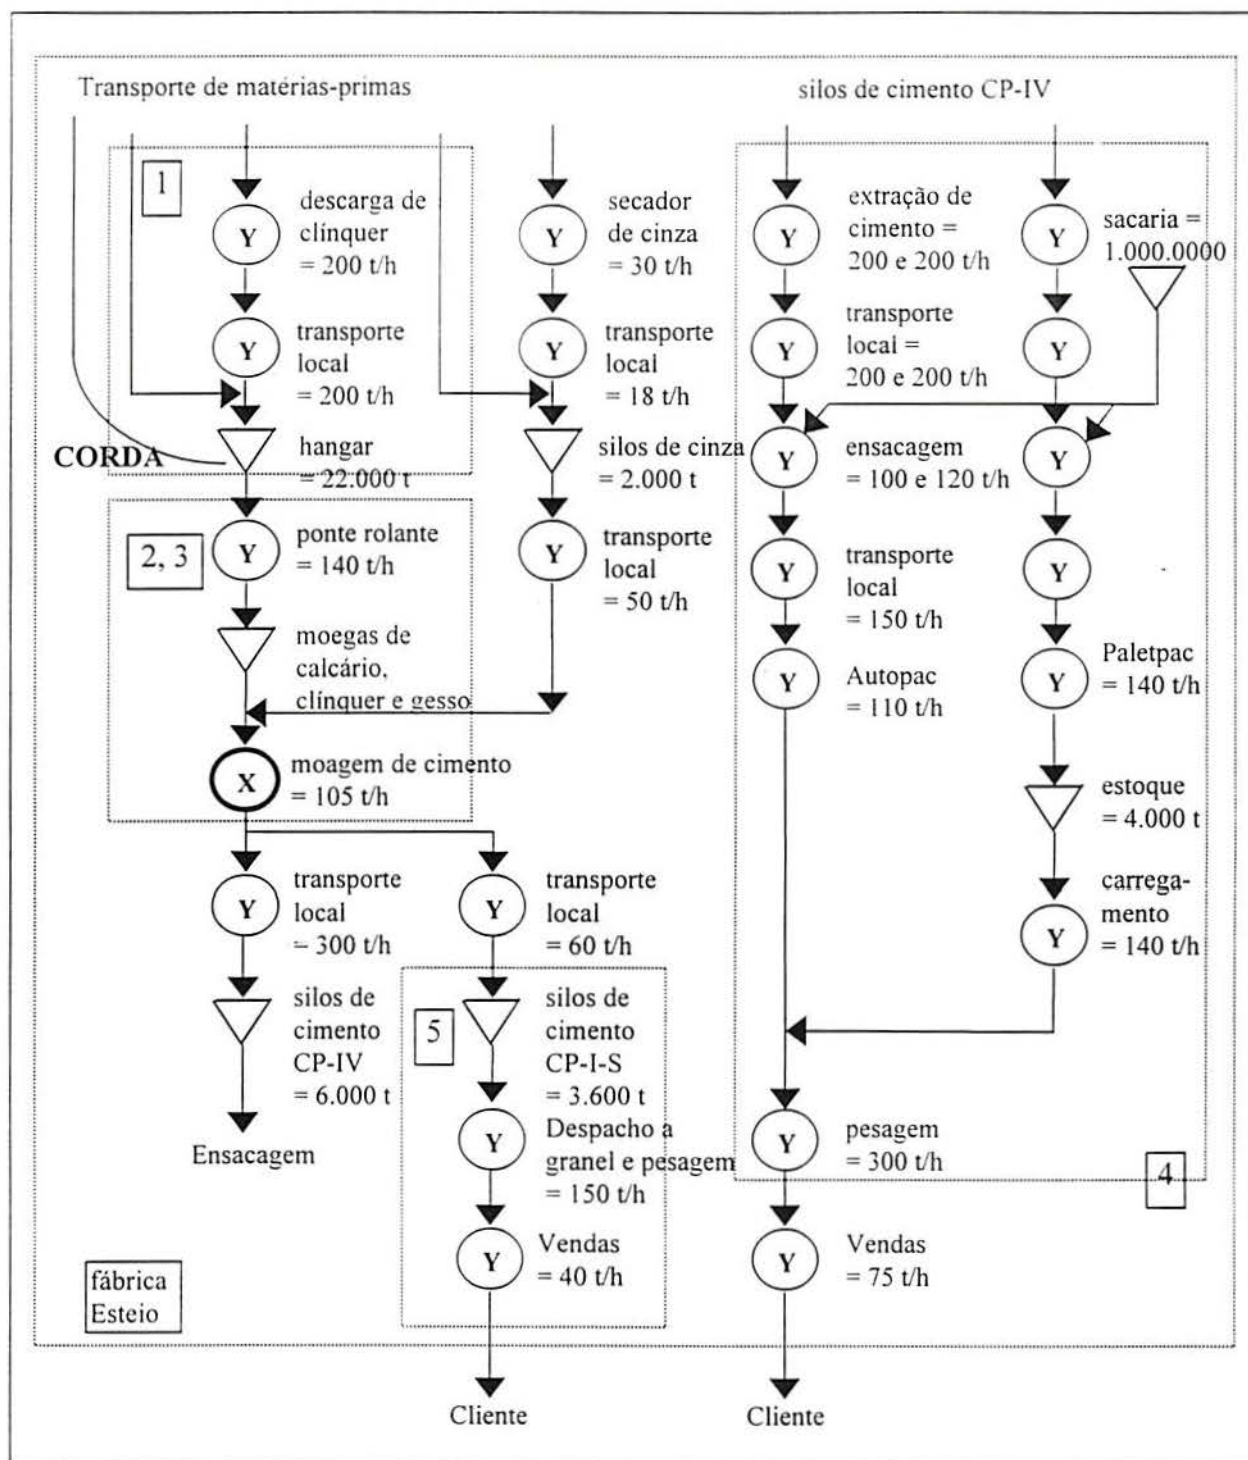 Transporte de matérias-primas
silos de cimento CP-IV
1
Y
descarga de
clínquer
= 200 t/h
Y
transporte
local
= 200 t/h
CORDA
hangar
= 22.000 t
2, 3
Y
ponte rolante
= 140 t/h
moegas de
calcário,
clínquer e gesso
X
moagem de cimento
= 105 t/h
Y
transporte
local
= 300 t/h
silos de
cimento
CP-IV
= 6.000 t
Ensacagem
Y
secador
de cinza
= 30 t/h
Y
transporte
local
= 18 t/h
silos de cinza
= 2.000 t
Y
transporte
local
= 50 t/h
Y
transporte
local
= 60 t/h
5
silos de
cimento
CP-I-S
= 3.600 t
Y
Despacho a
granel e pesagem
= 150 t/h
Y
Vendas
= 40 t/h
Cliente
Y
extração de
cimento =
200 e 200 t/h
Y
transporte
local =
200 e 200 t/h
Y
ensacagem
= 100 e 120 t/h
Y
transporte
local
= 150 t/h
Y
Autopac
= 110 t/h
Y
sacaria =
1.000.0000
Y
Y
Y
Y
Paletpac
= 140 t/h
estoque
= 4.000 t
Y
carrega-
mento
= 140 t/h
Y
pesagem
= 300 t/h
4
Y
Vendas
= 75 t/h
Cliente
fábrica
Esteio